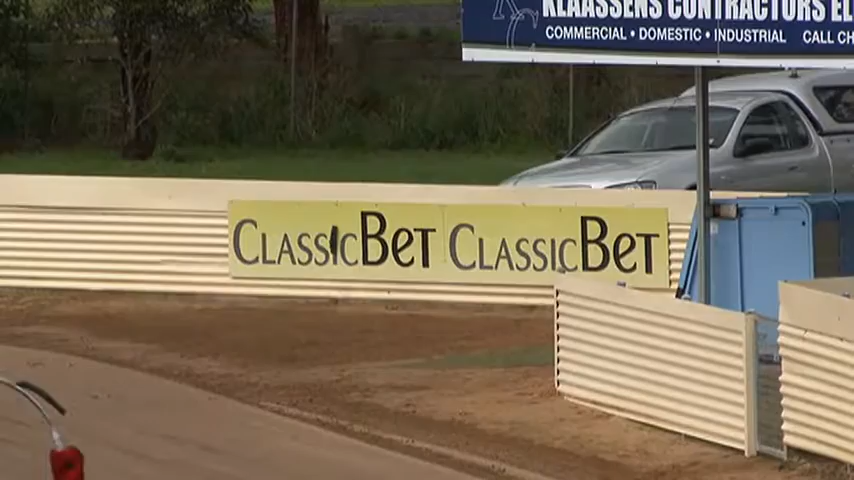 KLAASSENS CONTRACTORS
COMMERCIAL • DOMESTIC • INDUSTRIAL CALL
CLASSICBET CLASSICBET